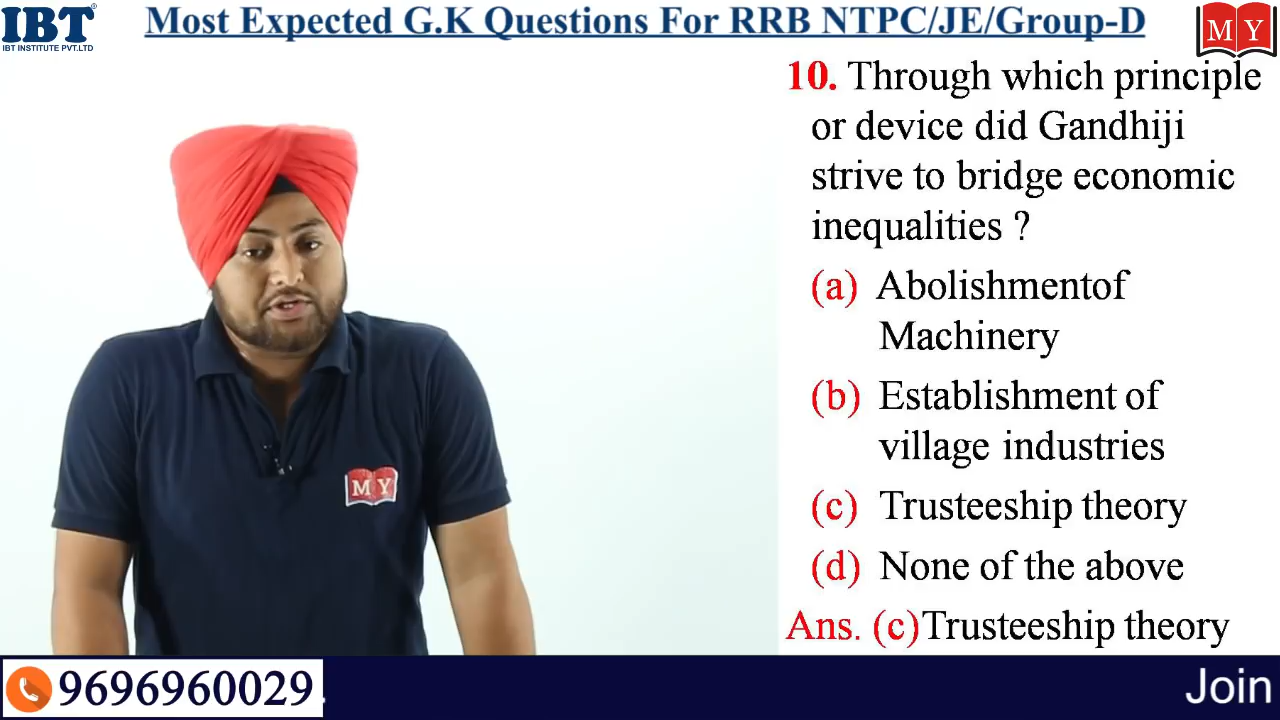 IBT
IBT INSTITUTE PVT.LTD
Most Expected G.K Questions For RRB NTPC/JE/Group-D
MY
10. Through which principle
or device did Gandhiji
strive to bridge economic
inequalities ?
(a) Abolishmentof
Machinery
(b) Establishment of
village industries
(c) Trusteeship theory
(d) None of the above
Ans. (c)Trusteeship theory
MY
9696960029.
Join